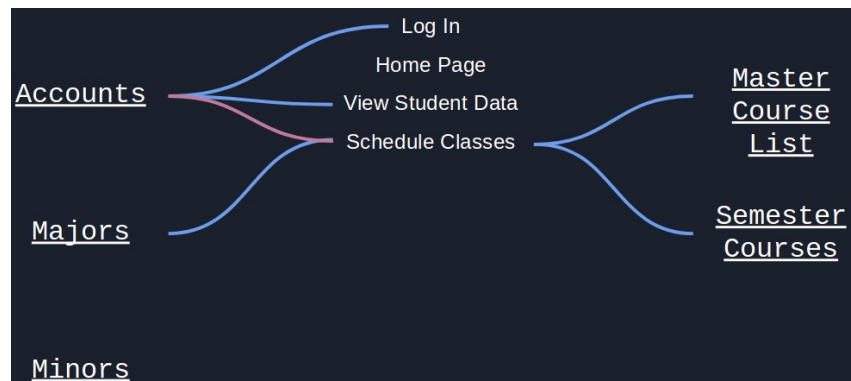 Log In
Home Page
Accounts
View Student Data
Schedule Classes
Master
Course
List
Majors
Semester
Courses
Minors